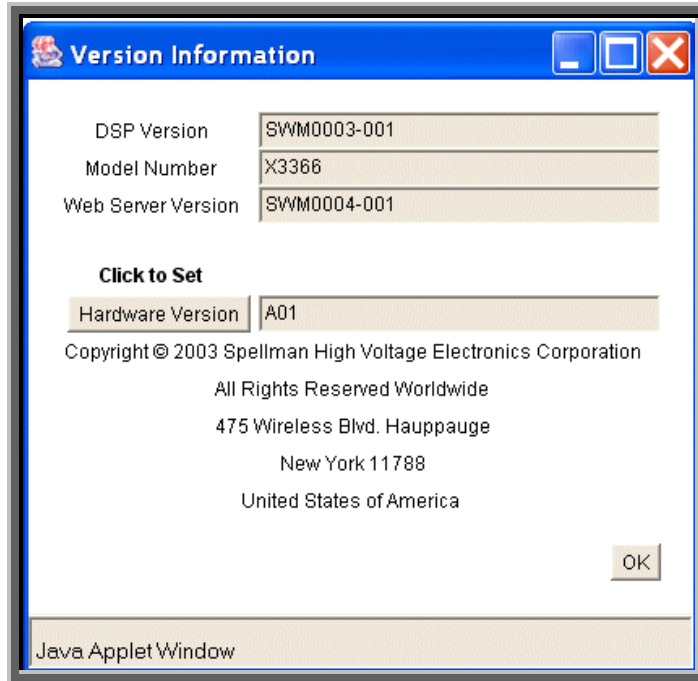 Version Information
DSP Version SWM0003-001
Model Number X3366
Web Server Version SWM0004-001
Click to Set
Hardware Version A01
Copyright © 2003 Spellman High Voltage Electronics Corporation
All Rights Reserved Worldwide
475 Wireless Blvd. Hauppauge
New York 11788
United States of America
OK
Java Applet Window